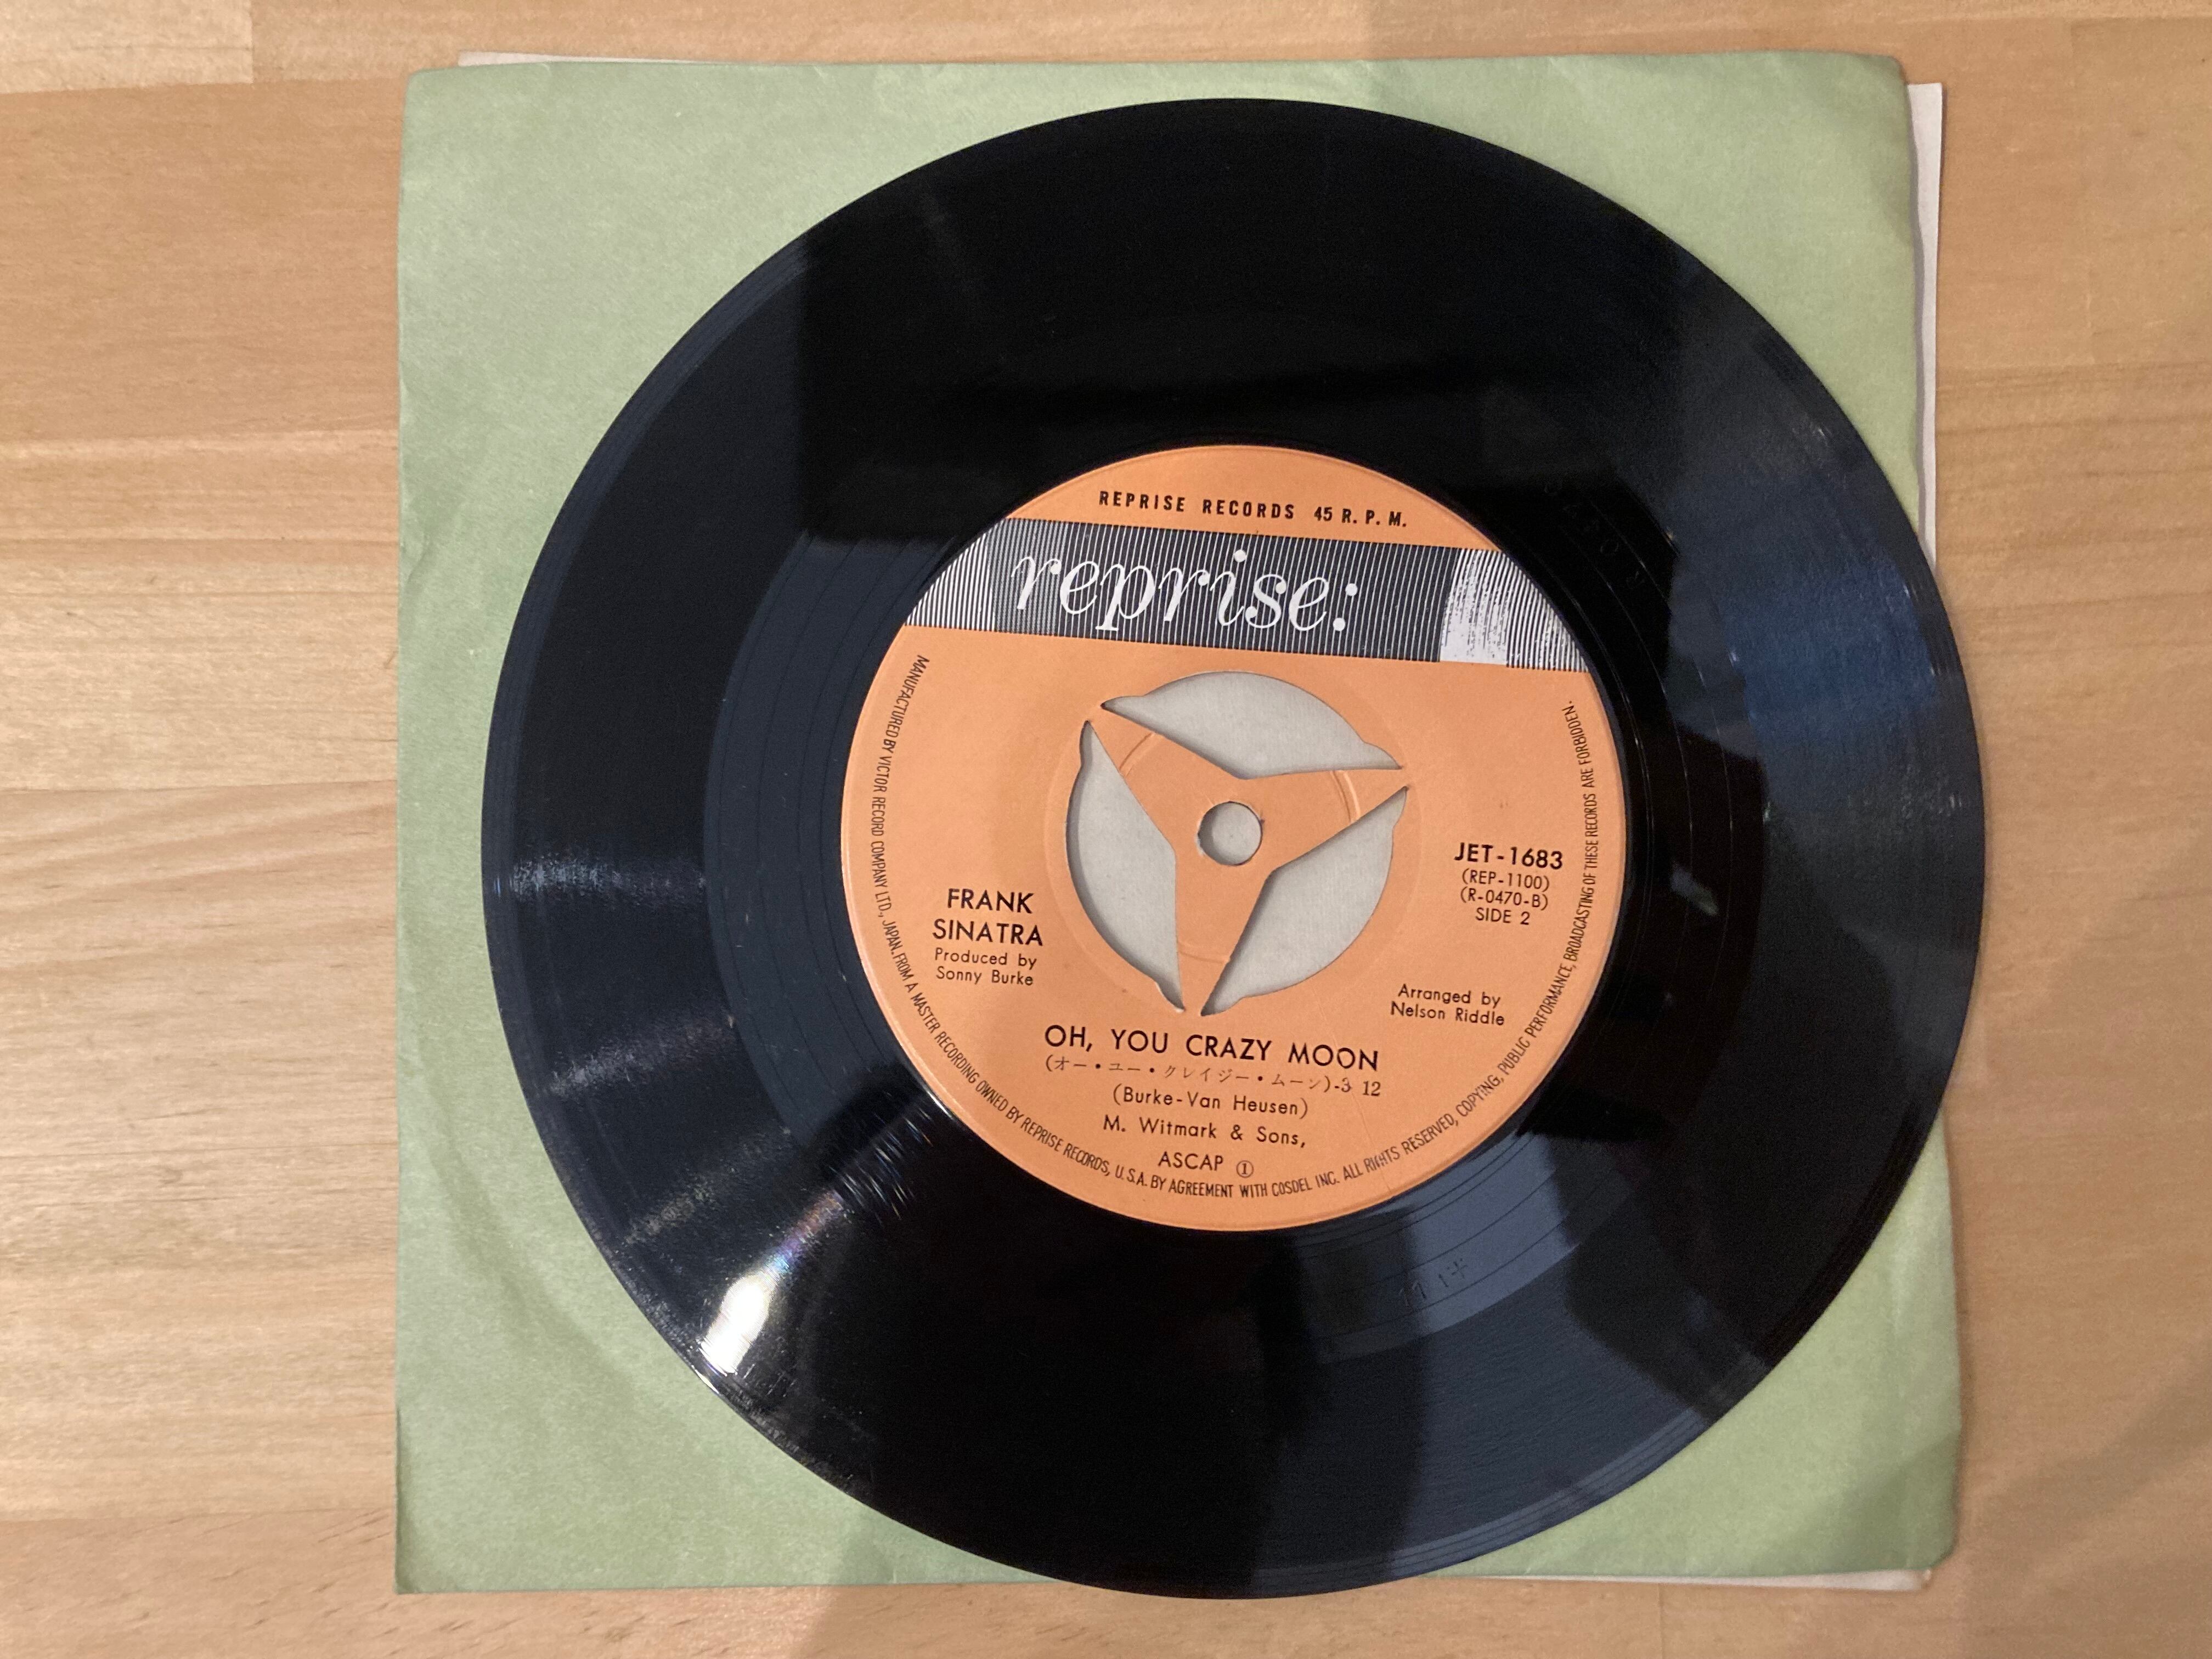 REPRISE RECORDS 45 R.P.M.
reprise:
FRANK
SINATRA
Produced by
Sonny Burke
JET-1683
(REP-1100)
(R-0470-B)
SIDE 2
Arranged by
Nelson Riddle
OH, YOU CRAZY MOON
(オー・ユー・クレイジー・ムーン)-3 12
(Burke-Van Heusen)
M. Witmark & Sons,
ASCAP ①
MANUFACTURED BY VICTOR RECORD COMPANY LTD., JAPAN. FROM A MASTER RECORDING OWNED BY REPRISE RECORDS, U.S.A. BY AGREEMENT WITH COSDEL INC. ALL RIGHTS RESERVED, COPYING, PUBLIC PERFORMANCE, BROADCASTING OF THESE RECORDS ARE FORBIDDEN.